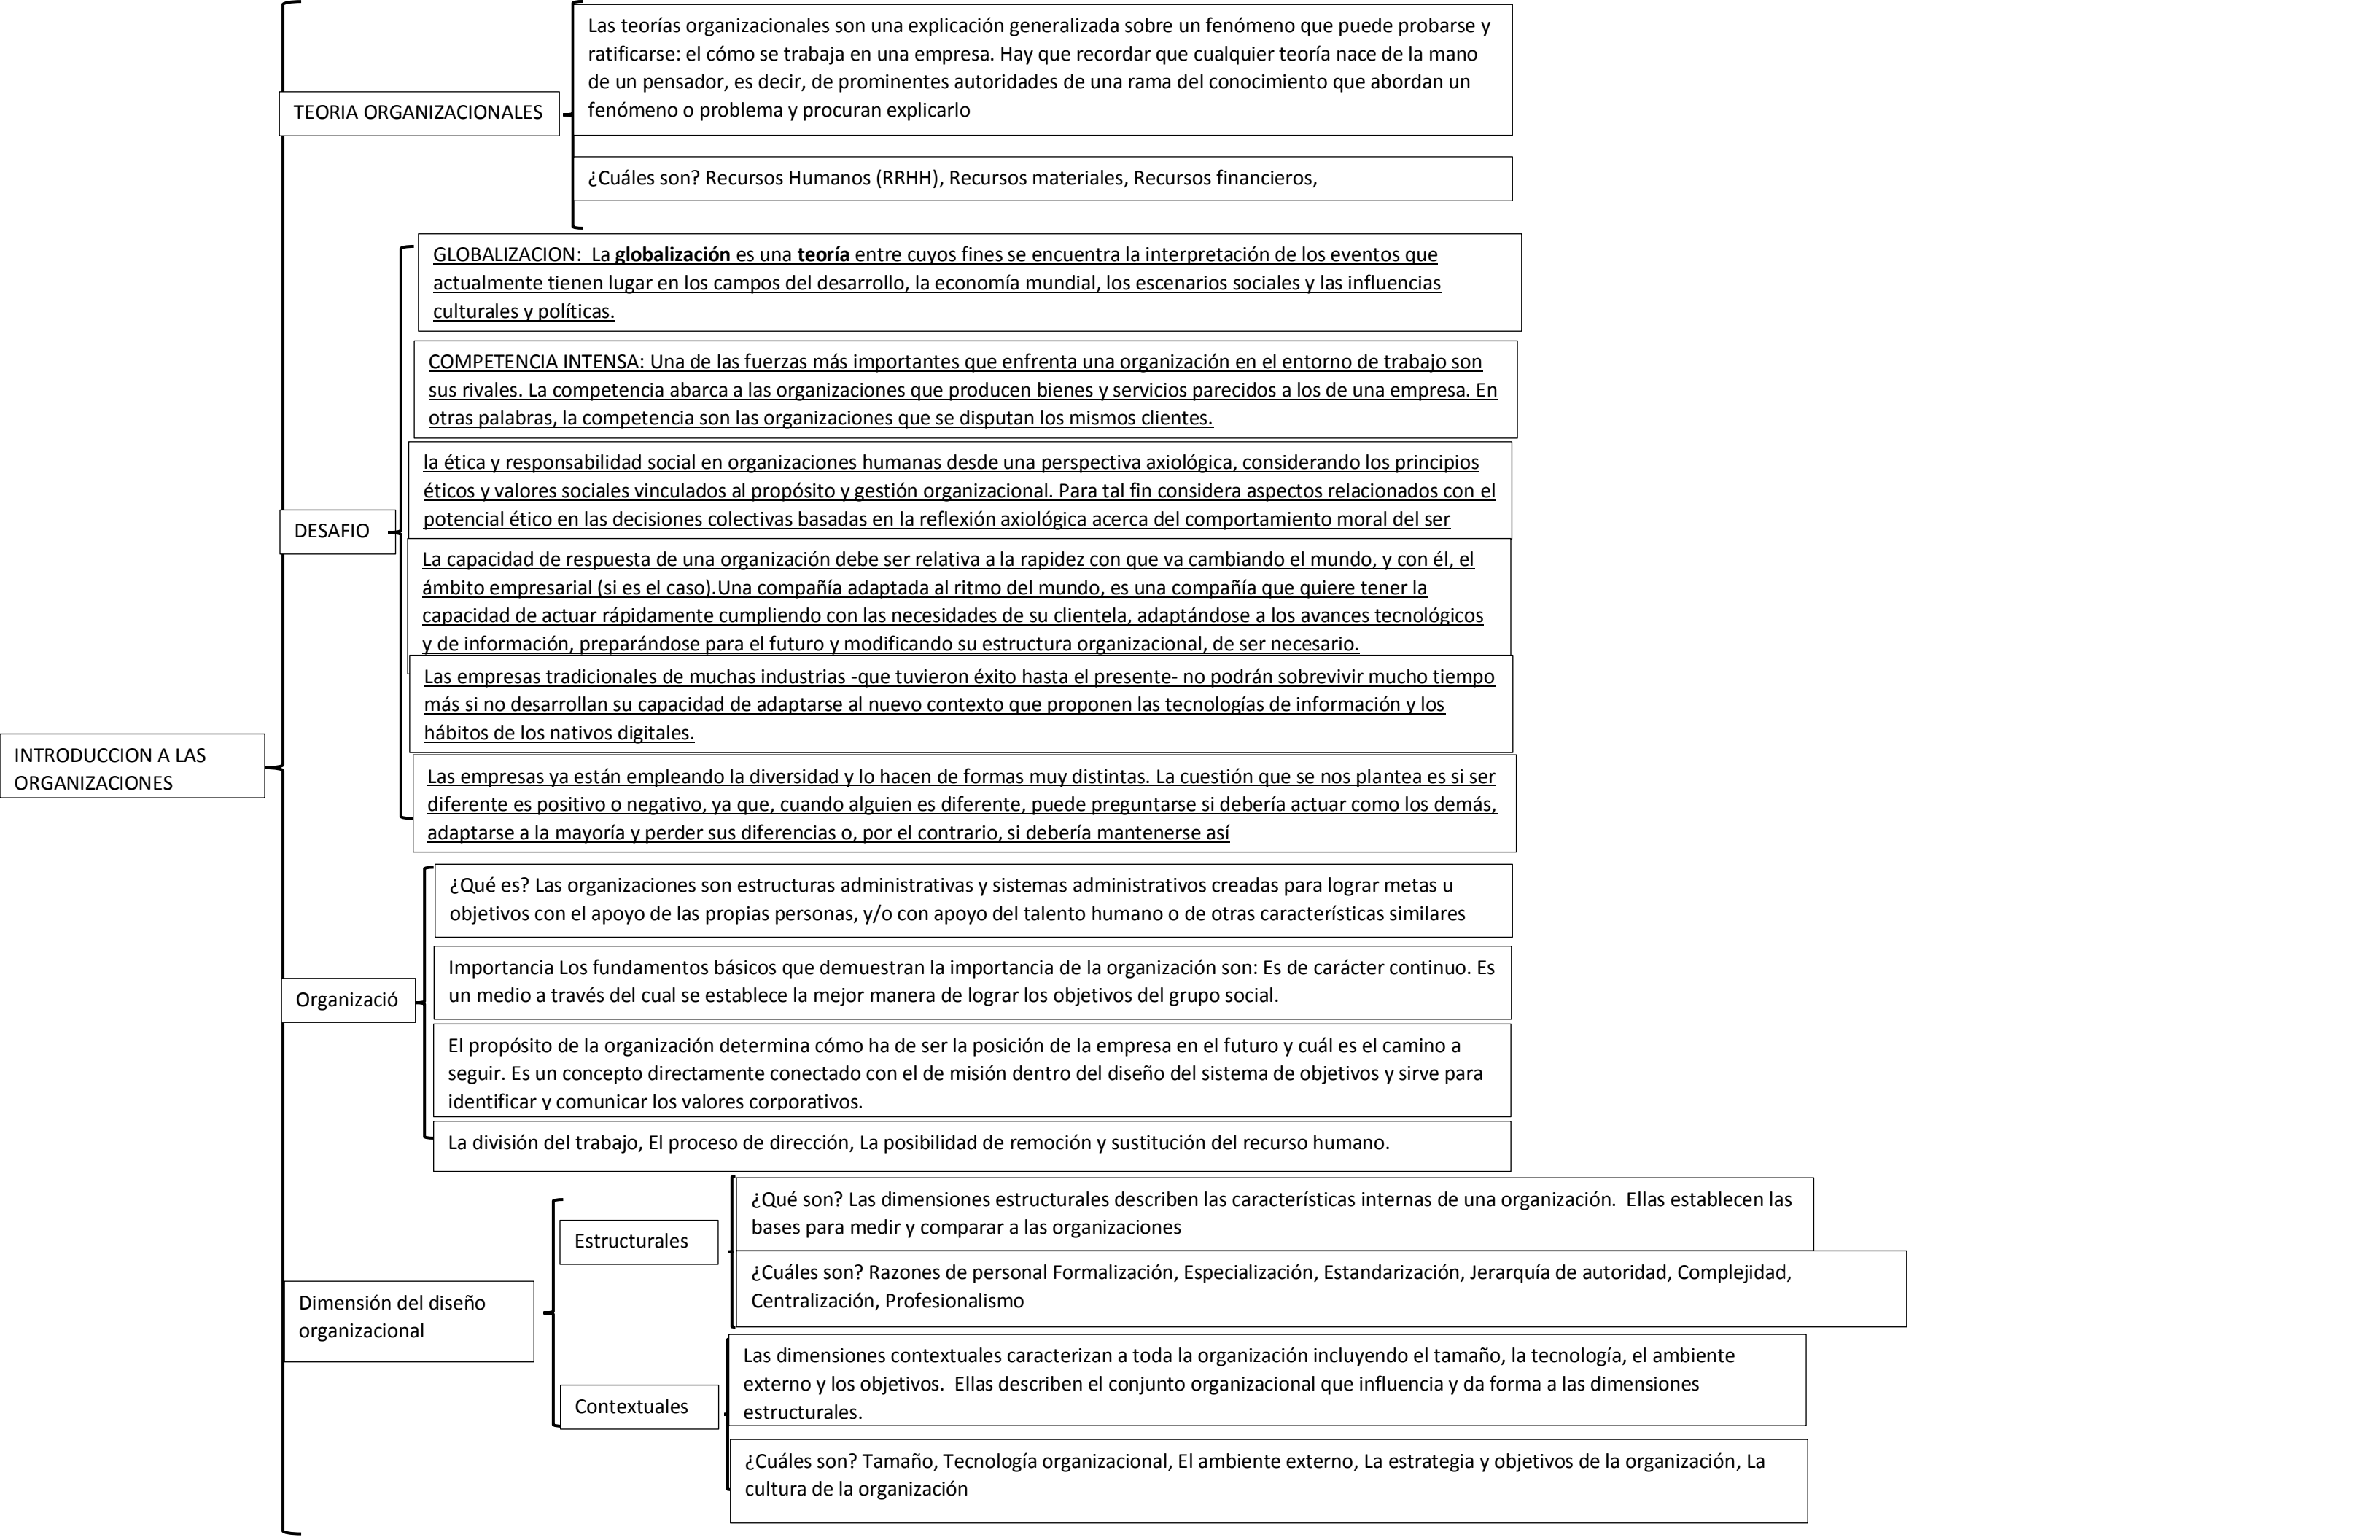 Las teorías organizacionales son una explicación generalizada sobre un fenómeno que puede probarse y
ratificarse: el cómo se trabaja en una empresa. Hay que recordar que cualquier teoría nace de la mano
de un pensador, es decir, de prominentes autoridades de una rama del conocimiento que abordan un
fenómeno o problema y procuran explicarlo
TEORIA ORGANIZACIONALES
¿Cuáles son? Recursos Humanos (RRHH), Recursos materiales, Recursos financieros,
GLOBALIZACION:  La globalización es una teoría entre cuyos fines se encuentra la interpretación de los eventos que
actualmente tienen lugar en los campos del desarrollo, la economía mundial, los escenarios sociales y las influencias
culturales y políticas.
COMPETENCIA INTENSA: Una de las fuerzas más importantes que enfrenta una organización en el entorno de trabajo son
sus rivales. La competencia abarca a las organizaciones que producen bienes y servicios parecidos a los de una empresa. En
otras palabras, la competencia son las organizaciones que se disputan los mismos clientes.
la ética y responsabilidad social en organizaciones humanas desde una perspectiva axiológica, considerando los principios
éticos y valores sociales vinculados al propósito y gestión organizacional. Para tal fin considera aspectos relacionados con el
potencial ético en las decisiones colectivas basadas en la reflexión axiológica acerca del comportamiento moral del ser
DESAFIO
La capacidad de respuesta de una organización debe ser relativa a la rapidez con que va cambiando el mundo, y con él, el
ámbito empresarial (si es el caso).Una compañía adaptada al ritmo del mundo, es una compañía que quiere tener la
capacidad de actuar rápidamente cumpliendo con las necesidades de su clientela, adaptándose a los avances tecnológicos
y de información, preparándose para el futuro y modificando su estructura organizacional, de ser necesario.
Las empresas tradicionales de muchas industrias -que tuvieron éxito hasta el presente- no podrán sobrevivir mucho tiempo
más si no desarrollan su capacidad de adaptarse al nuevo contexto que proponen las tecnologías de información y los
hábitos de los nativos digitales.
INTRODUCCION A LAS
ORGANIZACIONES
Las empresas ya están empleando la diversidad y lo hacen de formas muy distintas. La cuestión que se nos plantea es si ser
diferente es positivo o negativo, ya que, cuando alguien es diferente, puede preguntarse si debería actuar como los demás,
adaptarse a la mayoría y perder sus diferencias o, por el contrario, si debería mantenerse así
¿Qué es? Las organizaciones son estructuras administrativas y sistemas administrativos creadas para lograr metas u
objetivos con el apoyo de las propias personas, y/o con apoyo del talento humano o de otras características similares
Importancia Los fundamentos básicos que demuestran la importancia de la organización son: Es de carácter continuo. Es
un medio a través del cual se establece la mejor manera de lograr los objetivos del grupo social.
Organizació
El propósito de la organización determina cómo ha de ser la posición de la empresa en el futuro y cuál es el camino a
seguir. Es un concepto directamente conectado con el de misión dentro del diseño del sistema de objetivos y sirve para
identificar y comunicar los valores corporativos.
La división del trabajo, El proceso de dirección, La posibilidad de remoción y sustitución del recurso humano.
¿Qué son? Las dimensiones estructurales describen las características internas de una organización.  Ellas establecen las
bases para medir y comparar a las organizaciones
Estructurales
¿Cuáles son? Razones de personal Formalización, Especialización, Estandarización, Jerarquía de autoridad, Complejidad,
Centralización, Profesionalismo
Dimensión del diseño
organizacional
Las dimensiones contextuales caracterizan a toda la organización incluyendo el tamaño, la tecnología, el ambiente
externo y los objetivos.  Ellas describen el conjunto organizacional que influencia y da forma a las dimensiones
estructurales.
Contextuales
¿Cuáles son? Tamaño, Tecnología organizacional, El ambiente externo, La estrategia y objetivos de la organización, La
cultura de la organización